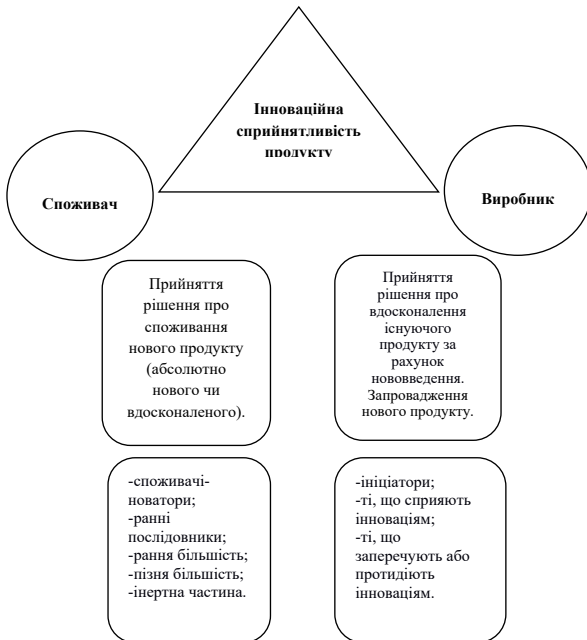 Інноваційна
сприйнятливість
продукту
Споживач
Виробник
Прийняття
рішення про
споживання
нового продукту
(абсолютно
нового чи
вдосконаленого).
Прийняття
рішення про
вдосконалення
існуючого
продукту за
рахунок
нововведення.
Запровадження
нового продукту.
-споживачі-
новатори;
-ранні
послідовники;
-рання більшість;
-пізня більшість;
-інертна частина.
-ініціатори;
-ті, що сприяють
інноваціям;
-ті, що
заперечують або
протидіють
інноваціям.